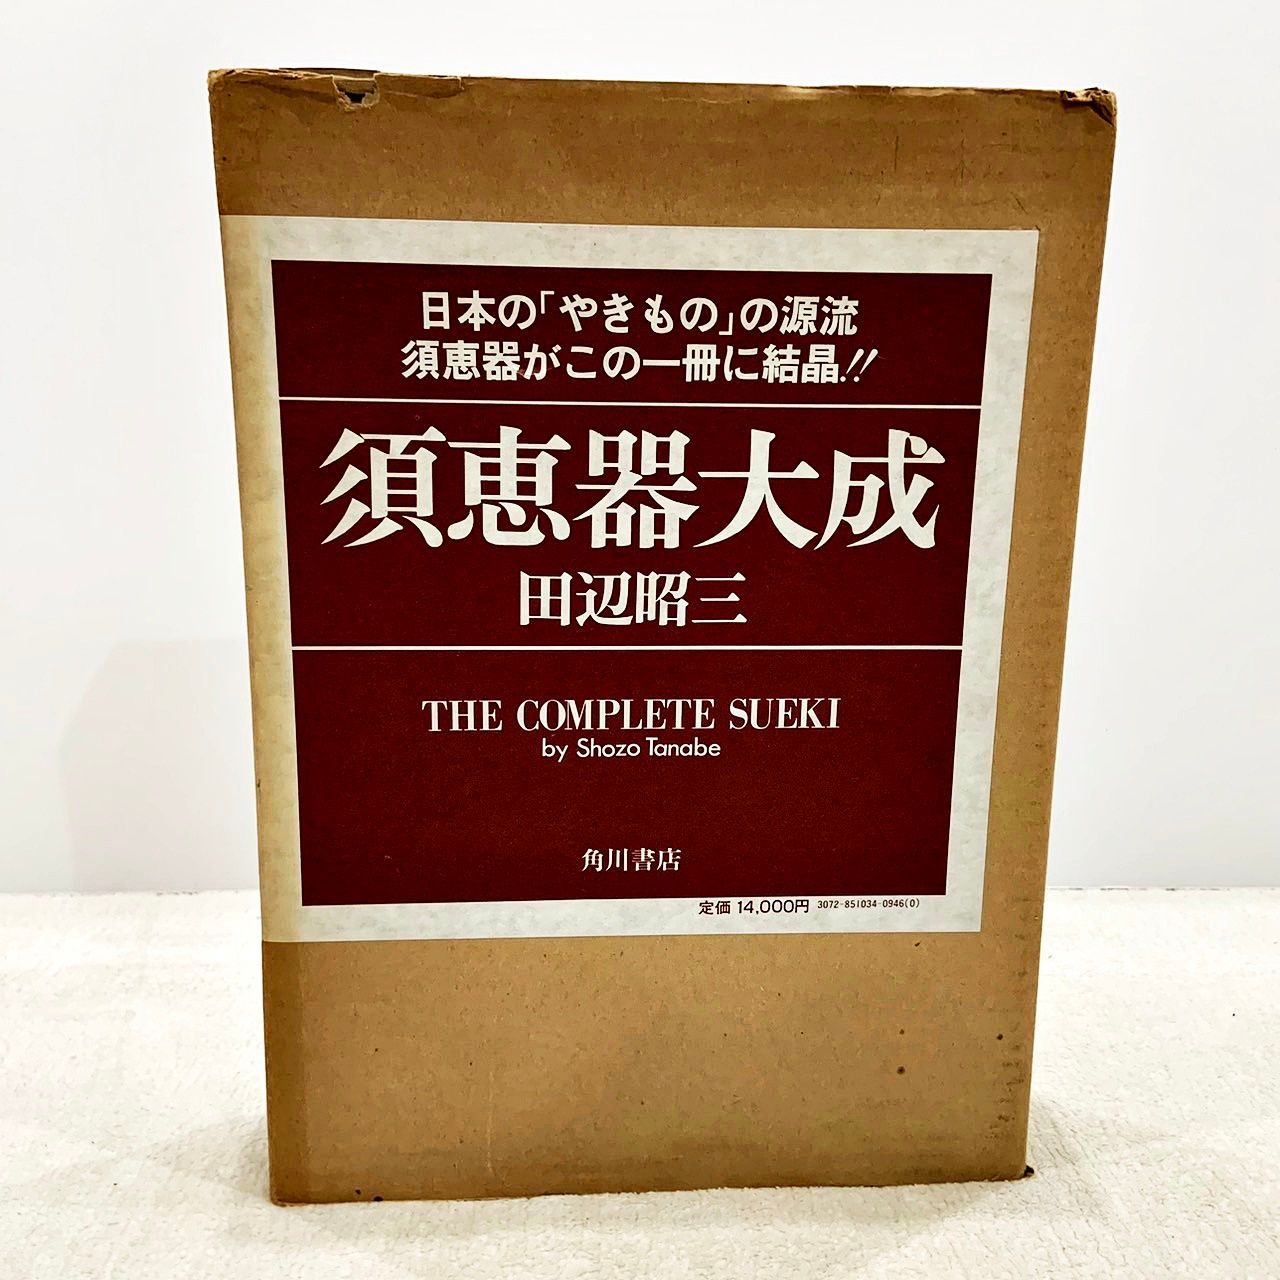 日本の「やきもの」の源流
須恵器がこの一冊に結晶!!
須恵器大成
田辺昭三
THE COMPLETE SUEKI
by Shozo Tanabe
角川書店
定価 14,000円 3072-851034-0946(0)